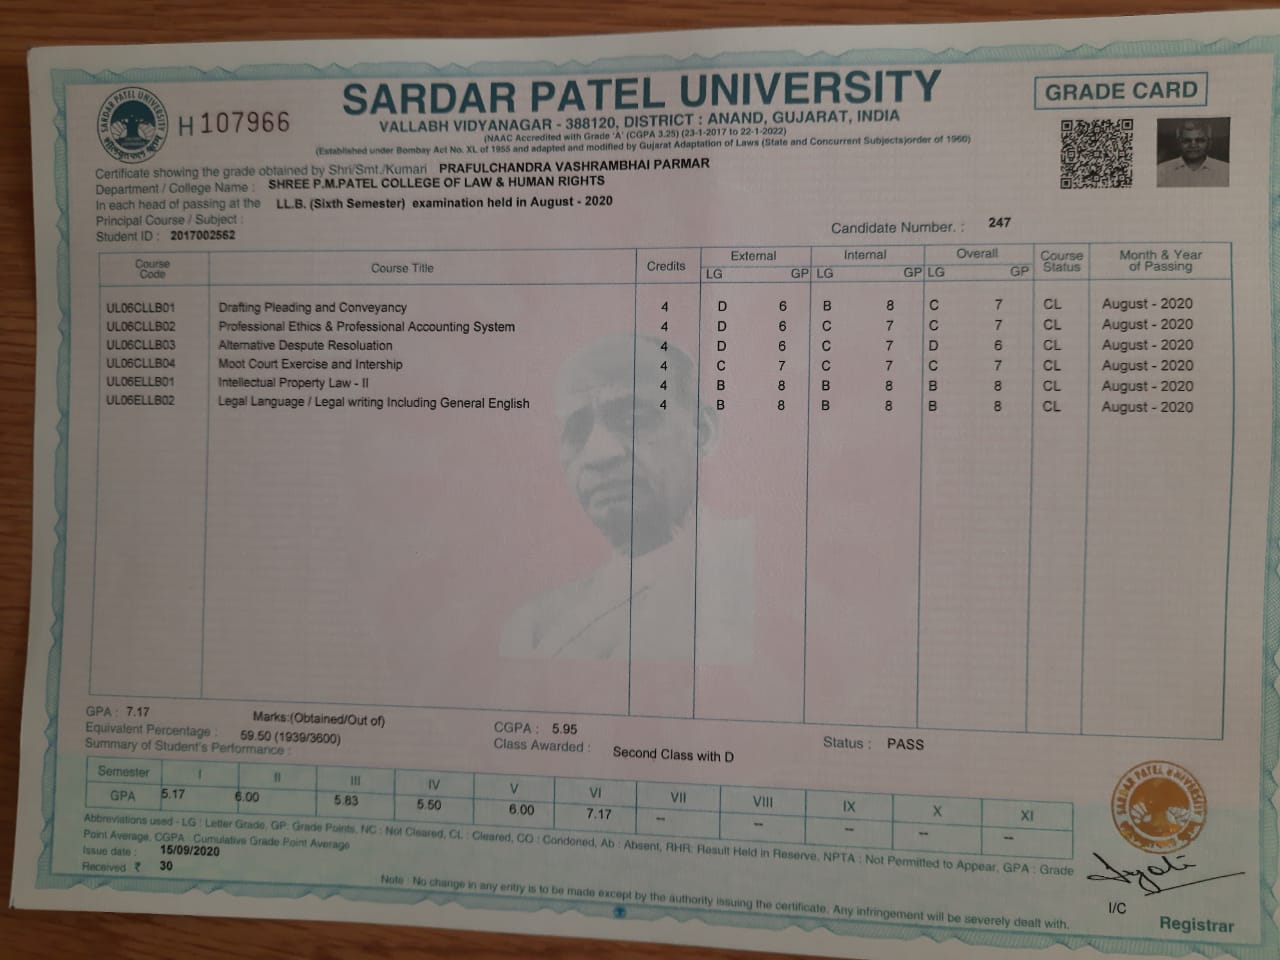 SARDAR PATEL UNIVERSITY
GRADE CARD
SARDAR PATEL UNIVERSITY
H 107966
VALLABH VIDYANAGAR - 388120, DISTRICT : ANAND, GUJARAT, INDIA
(NAAC Accredited with Grade 'A' (CGPA 3.25) (23-1-2017 to 22-1-2022)
(Established under Bombay Act No. XL of 1955 and adapted and modified by Gujarat Adaptation of Laws (State and Concurrent Subjects)order of 1960)
Certificate showing the grade obtained by Shri/Smt./Kumari PRAFULCHANDRA VASHRAMBHAI PARMAR
Department / College Name : SHREE P.M.PATEL COLLEGE OF LAW & HUMAN RIGHTS
In each head of passing at the LL.B. (Sixth Semester) examination held in August - 2020
Principal Course / Subject :
Student ID : 2017002562
Candidate Number. : 247
Course Code Course Title Credits External Internal Overall Course Status Month & Year of Passing
LG GP LG GP LG GP
UL06CLLB01 Drafting Pleading and Conveyancy 4 D 6 B 8 C 7 CL August - 2020
UL06CLLB02 Professional Ethics & Professional Accounting System 4 D 6 C 7 C 7 CL August - 2020
UL06CLLB03 Alternative Despute Resoluation 4 D 6 C 7 D 6 CL August - 2020
UL06CLLB04 Moot Court Exercise and Intership 4 C 7 C 7 C 7 CL August - 2020
UL06ELLB01 Intellectual Property Law - II 4 B 8 B 8 B 8 CL August - 2020
UL06ELLB02 Legal Language / Legal writing Including General English 4 B 8 B 8 B 8 CL August - 2020
GPA : 7.17 Marks:(Obtained/Out of) CGPA : 5.95 Status : PASS
Equivalent Percentage : 59.50 (1939/3600) Class Awarded : Second Class with D
Summary of Student's Performance :
Semester I II III IV V VI VII VIII IX X XI
GPA 5.17 6.00 5.83 5.50 6.00 7.17 -- -- -- -- --
Abbreviations used - LG : Letter Grade, GP: Grade Points, NC : Not Cleared, CL : Cleared, CO : Condoned, Ab : Absent, RHR: Result Held in Reserve, NPTA : Not Permitted to Appear, GPA : Grade
Point Average, CGPA : Cumulative Grade Point Average
Issue date : 15/09/2020
Received ₹ 30
Note : No change in any entry is to be made except by the authority issuing the certificate. Any infringement will be severely dealt with.
SARDAR PATEL UNIVERSITY
I/C
Registrar